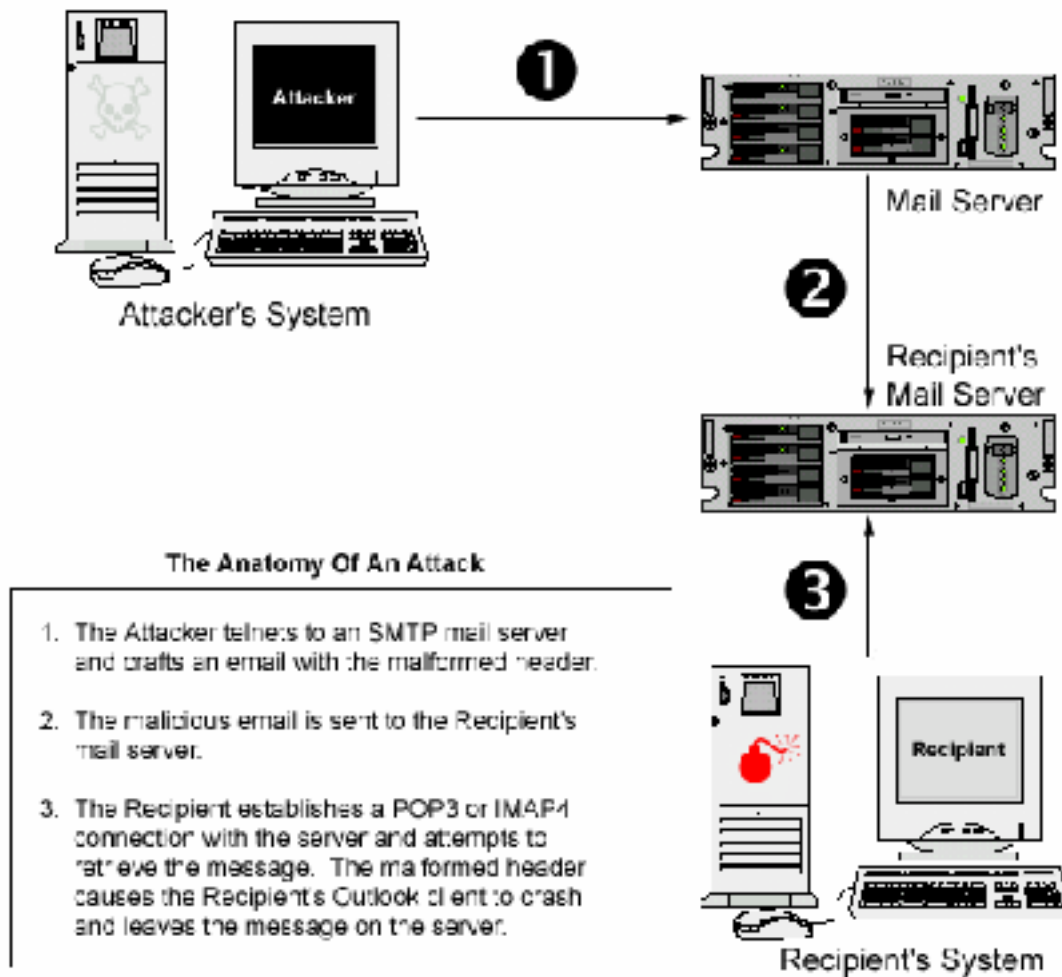 Attacker
1
Mail Server
Attacker's System
2
Recipient's
Mail Server
The Anatomy Of An Attack
3
1. The Attacker telnets to an SMTP mail server
and crafts an email with the malformed header.
2. The malicious email is sent to the Recipient's
mail server.
3. The Recipient establishes a POP3 or IMAP4
connection with the server and attempts to
retrieve the message. The malformed header
causes the Recipient's Outlook client to crash
and leaves the message on the server.
Recipient
Recipient's System